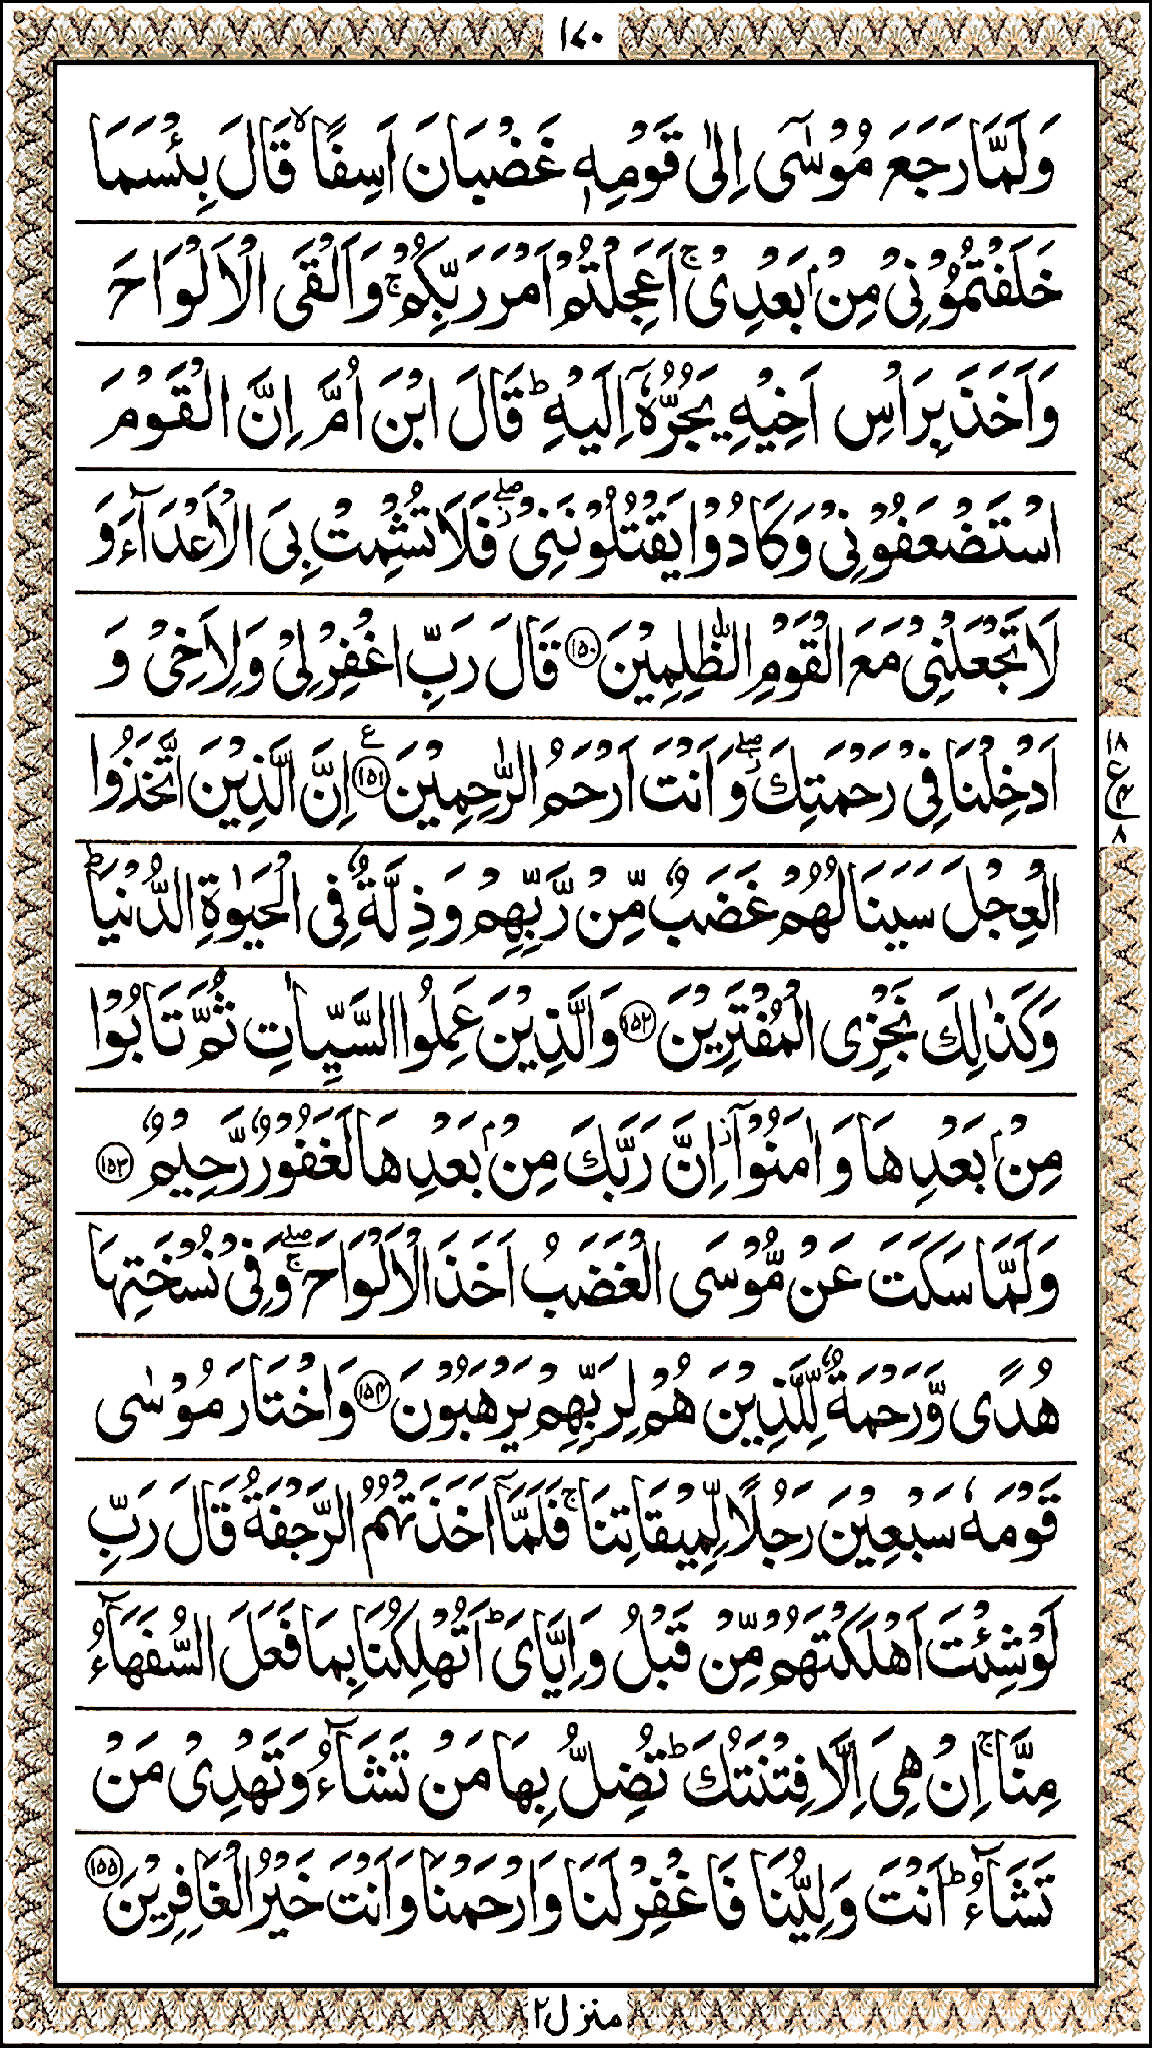 ١٧٠
وَلَمَّا رَجَعَ مُوْسٰۤى اِلٰى قَوْمِهٖ غَضْبَانَ اَسِفًا ۙ قَالَ بِئْسَمَا
خَلَفْتُمُوْنِىْ مِنْۢ بَعْدِىْ ۚ اَعَجِلْتُمْ اَمْرَ رَبِّكُمْ ۚ وَاَلْقَى الْاَلْوَاحَ
وَاَخَذَ بِرَاْسِ اَخِيْهِ يَجُرُّهٗۤ اِلَيْهِ ؕ قَالَ ابْنَ اُمَّ اِنَّ الْقَوْمَ
اسْتَضْعَفُوْنِىْ وَكَادُوْا يَقْتُلُوْنَنِىْ ۖ فَلَا تُشْمِتْ بِىَ الْاَعْدَآءَ وَ
لَا تَجْعَلْنِىْ مَعَ الْقَوْمِ الظّٰلِمِيْنَ ١٥٠ قَالَ رَبِّ اغْفِرْ لِىْ وَلِاَخِىْ وَ
اَدْخِلْنَا فِىْ رَحْمَتِكَ ۖ وَاَنْتَ اَرْحَمُ الرّٰحِمِيْنَ ١٥١ ع اِنَّ الَّذِيْنَ اتَّخَذُوا
١٨ ع ٨
الْعِجْلَ سَيَنَالُهُمْ غَضَبٌ مِّنْ رَّبِّهِمْ وَذِلَّةٌ فِى الْحَيٰوةِ الدُّنْيَا ؕ
وَكَذٰلِكَ نَجْزِى الْمُفْتَرِيْنَ ١٥٢ وَالَّذِيْنَ عَمِلُوا السَّيِّاٰتِ ثُمَّ تَابُوْا
مِنْۢ بَعْدِهَا وَاٰمَنُوْۤا اِنَّ رَبَّكَ مِنْۢ بَعْدِهَا لَغَفُوْرٌ رَّحِيْمٌ ١٥٣
وَلَمَّا سَكَتَ عَنْ مُّوْسَى الْغَضَبُ اَخَذَ الْاَلْوَاحَ ۖۚ وَفِىْ نُسْخَتِهَا
هُدًى وَّرَحْمَةٌ لِّلَّذِيْنَ هُمْ لِرَبِّهِمْ يَرْهَبُوْنَ ١٥٤ وَاخْتَارَ مُوْسٰى
قَوْمَهٗ سَبْعِيْنَ رَجُلًا لِّمِيْقَاتِنَا ۚ فَلَمَّاۤ اَخَذَتْهُمُ الرَّجْفَةُ قَالَ رَبِّ
لَوْ شِئْتَ اَهْلَكْتَهُمْ مِّنْ قَبْلُ وَاِيَّاىَ ؕ اَتُهْلِكُنَا بِمَا فَعَلَ السُّفَهَآءُ
مِنَّا ۚ اِنْ هِىَ اِلَّا فِتْنَتُكَ ؕ تُضِلُّ بِهَا مَنْ تَشَآءُ وَتَهْدِىْ مَنْ
تَشَآءُ ؕ اَنْتَ وَلِيُّنَا فَاغْفِرْ لَنَا وَارْحَمْنَا وَاَنْتَ خَيْرُ الْغَافِرِيْنَ ١٥٥
منزل ٢